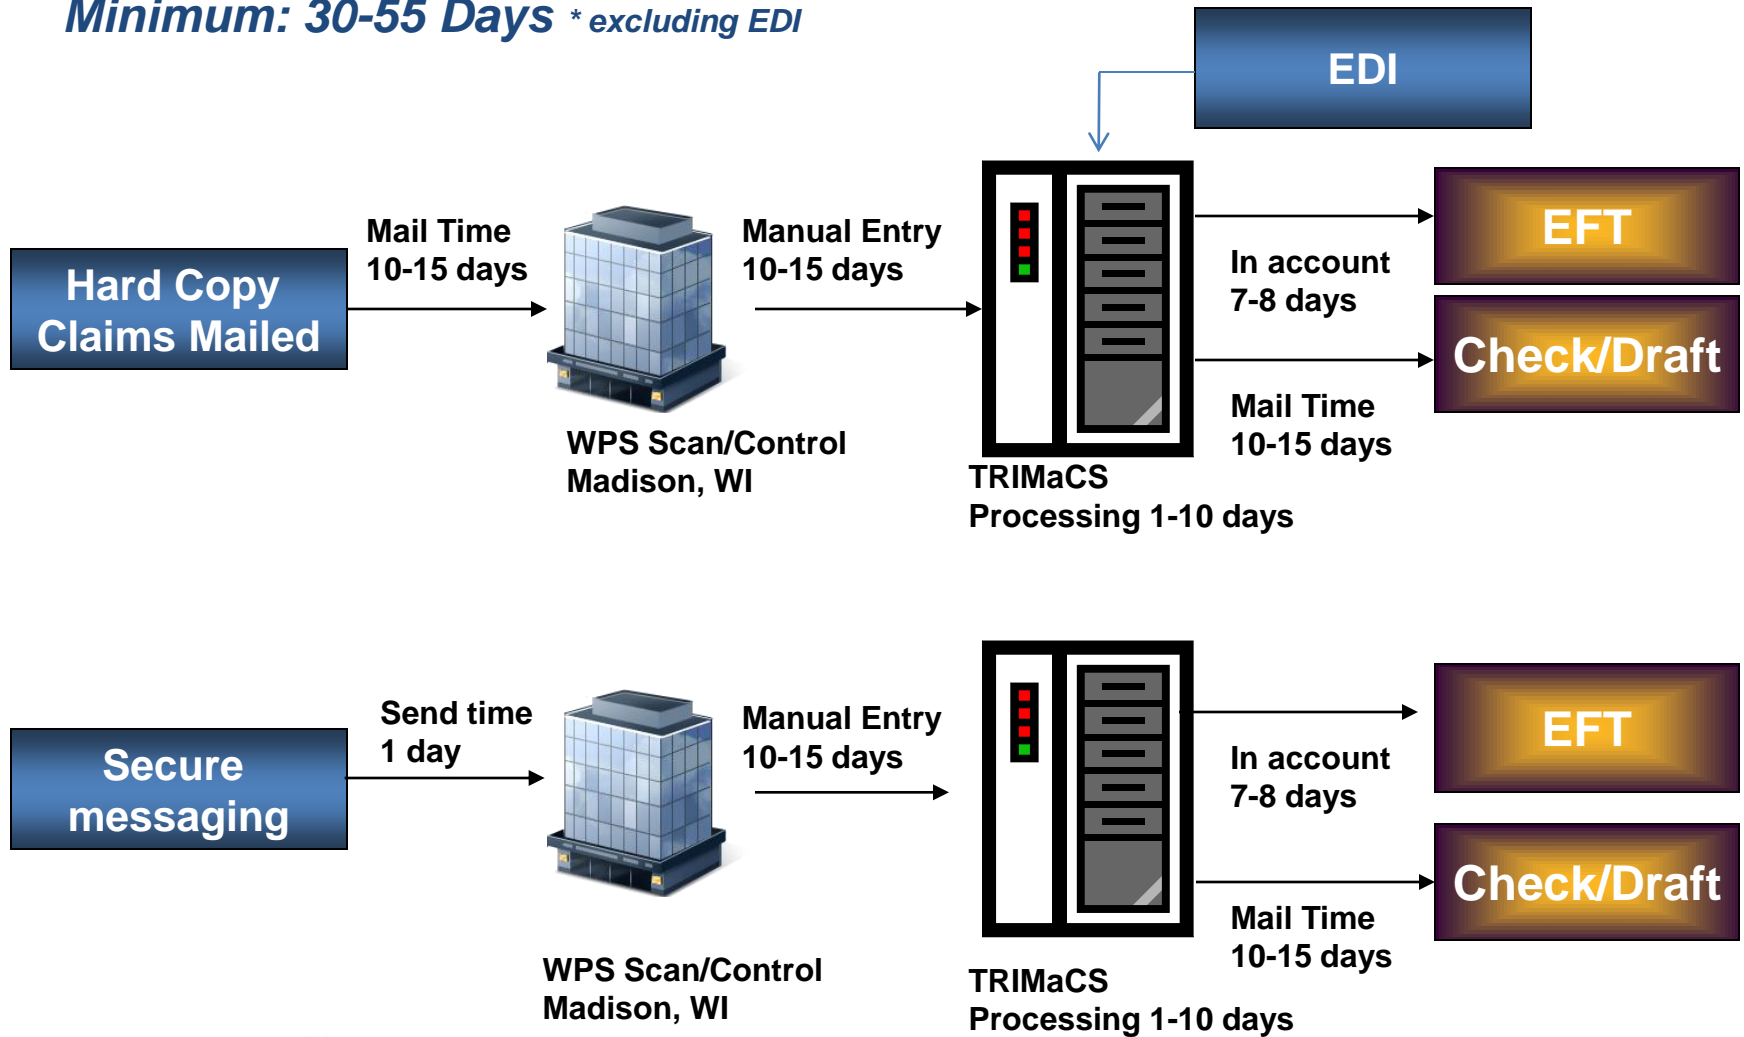 Minimum: 30-55 Days * excluding EDI
EDI
Hard Copy
Claims Mailed
Mail Time
10-15 days
WPS Scan/Control
Madison, WI
Manual Entry
10-15 days
TRIMaCS
Processing 1-10 days
In account
7-8 days
EFT
Mail Time
10-15 days
Check/Draft
Secure
messaging
Send time
1 day
WPS Scan/Control
Madison, WI
Manual Entry
10-15 days
TRIMaCS
Processing 1-10 days
In account
7-8 days
EFT
Mail Time
10-15 days
Check/Draft